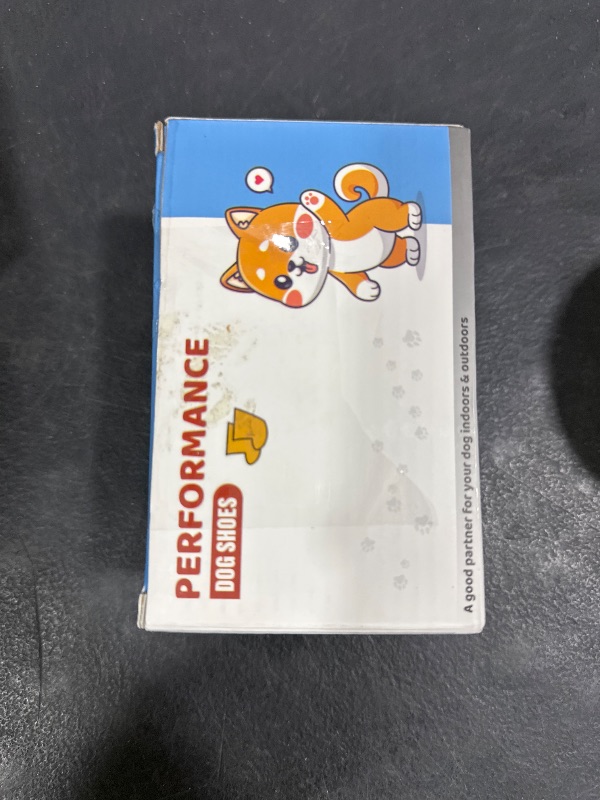 PERFORMANCE
DOG SHOES
A good partner for your dog indoors & outdoors